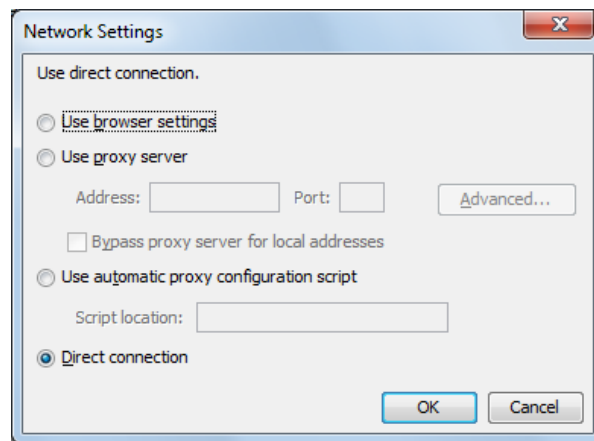 Network Settings
Use direct connection.
Use browser settings
Use proxy server
Address: Port: Advanced...
Bypass proxy server for local addresses
Use automatic proxy configuration script
Script location:
Direct connection
OK Cancel